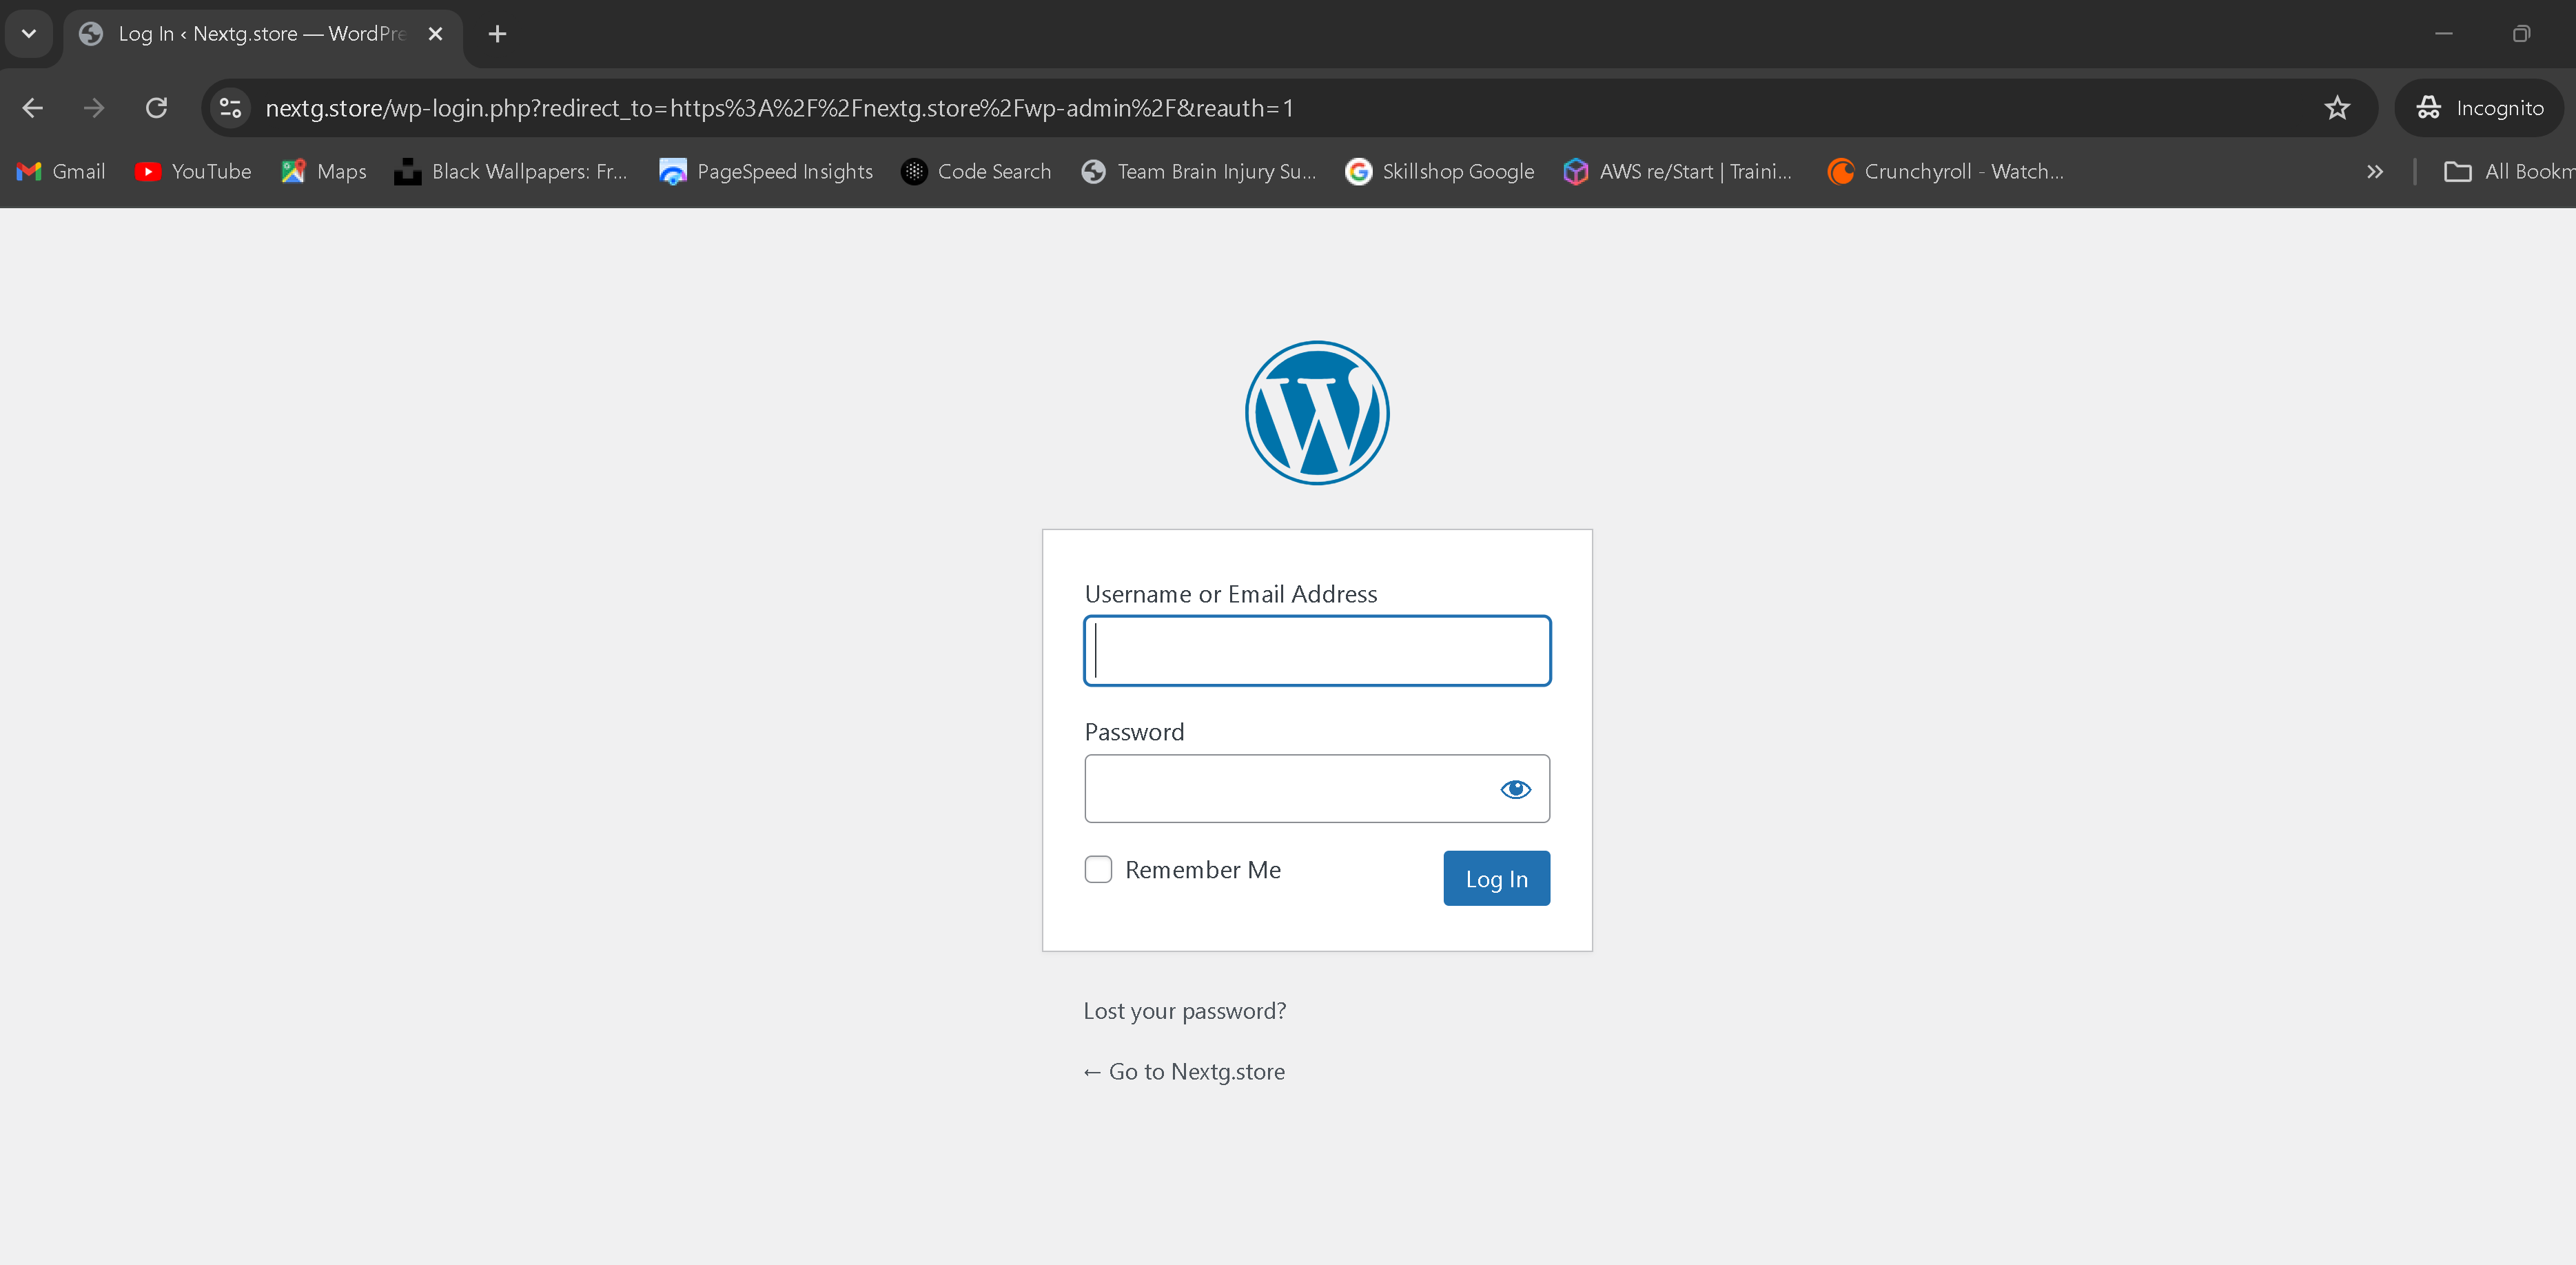 Log In ‹ Nextg.store — WordPre
nextg.store/wp-login.php?redirect_to=https%3A%2F%2Fnextg.store%2Fwp-admin%2F&reauth=1
Incognito
Gmail YouTube Maps Black Wallpapers: Fr... PageSpeed Insights Code Search Team Brain Injury Su... Skillshop Google AWS re/Start | Traini... Crunchyroll - Watch... All Bookm
Username or Email Address
Password
Remember Me
Log In
Lost your password?
← Go to Nextg.store